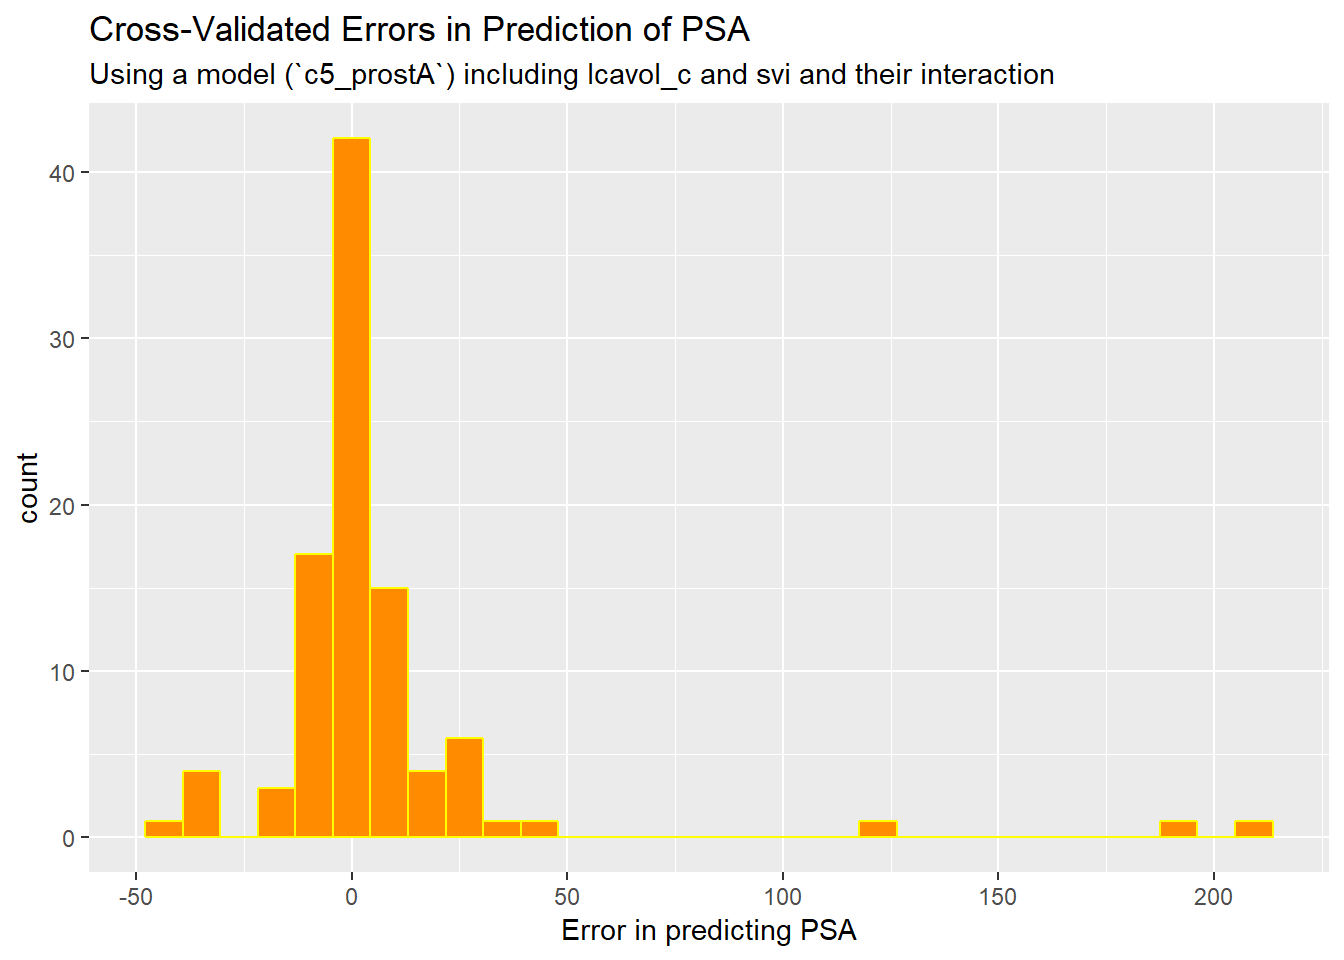 Cross-Validated Errors in Prediction of PSA
Using a model (`c5_prostA`) including lcavol_c and svi and their interaction
40
30
20
10
0
count
-50
0
50
100
150
200
Error in predicting PSA